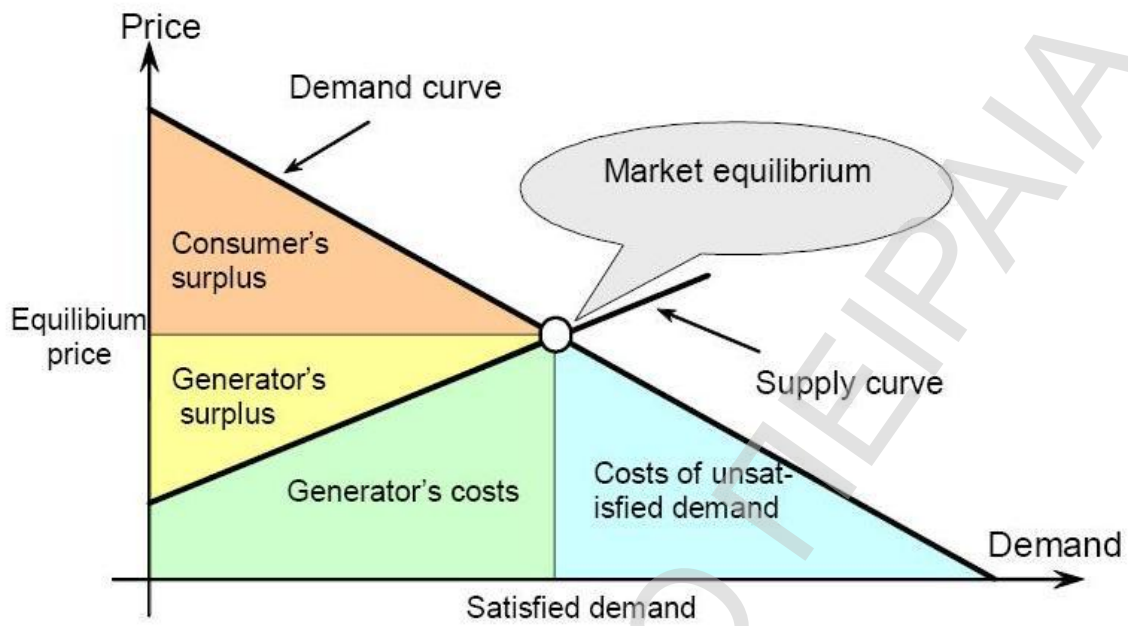 Price
Demand curve
Market equilibrium
Consumer's
surplus
Equilibium
price
Generator's
surplus
Supply curve
Generator's costs
Costs of unsat-
isfied demand
Demand
Satisfied demand
Ο ΠΕΙΡΑΙΑ